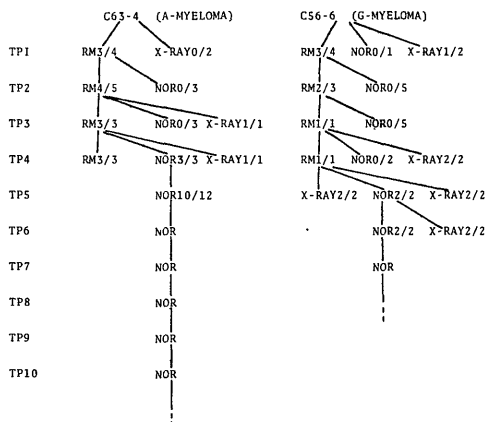 C63-4 (A-MYELOMA) C56-6 (G-MYELOMA)
TP1 RM3/4 X-RAY0/2 RM3/4 NOR0/1 X-RAY1/2
TP2 RM4/5 NOR0/3 RM2/3 NOR0/5
TP3 RM3/3 NOR0/3 X-RAY1/1 RM1/1 NOR0/5
TP4 RM3/3 NOR3/3 X-RAY1/1 RM1/1 NOR0/2 X-RAY2/2
TP5 NOR10/12 X-RAY2/2 NOR2/2 X-RAY2/2
TP6 NOR NOR2/2 X-RAY2/2
TP7 NOR NOR
TP8 NOR
TP9 NOR
TP10 NOR